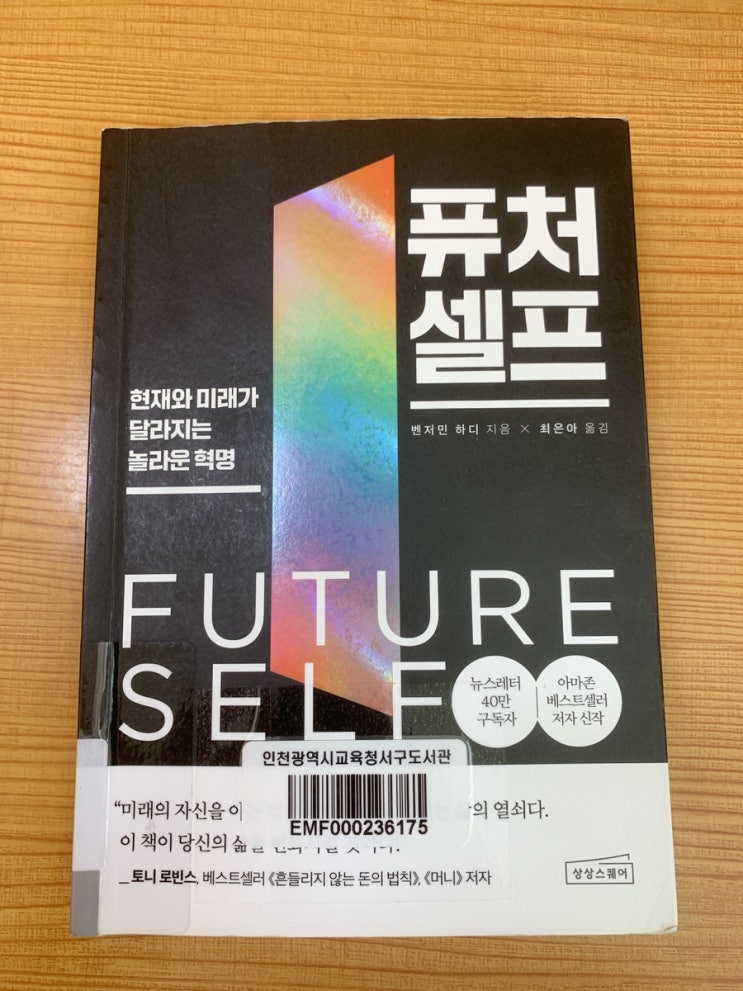 퓨처
셀프
벤저민 하디 지음 × 최은아 옮김
현재와 미래가
달라지는
놀라운 혁명
FUTURE
SELF
뉴스레터
40만
구독자
아마존
베스트셀러
저자 신작
인천광역시교육청서구도서관
EMF000236175
“미래의 자신을 의 열쇠다.
이 책이 당신의
_토니 로빈스, 베스트셀러 《흔들리지 않는 돈의 법칙》, 《머니》 저자
상상스퀘어